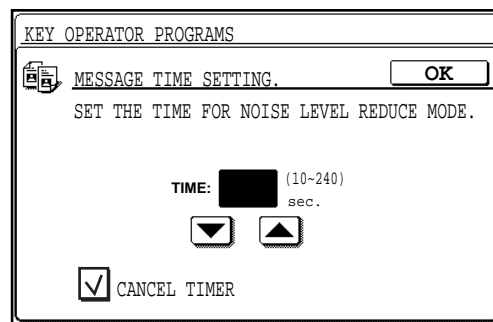 KEY OPERATOR PROGRAMS
MESSAGE TIME SETTING.
OK
SET THE TIME FOR NOISE LEVEL REDUCE MODE.
TIME: (10~240)
sec.
CANCEL TIMER